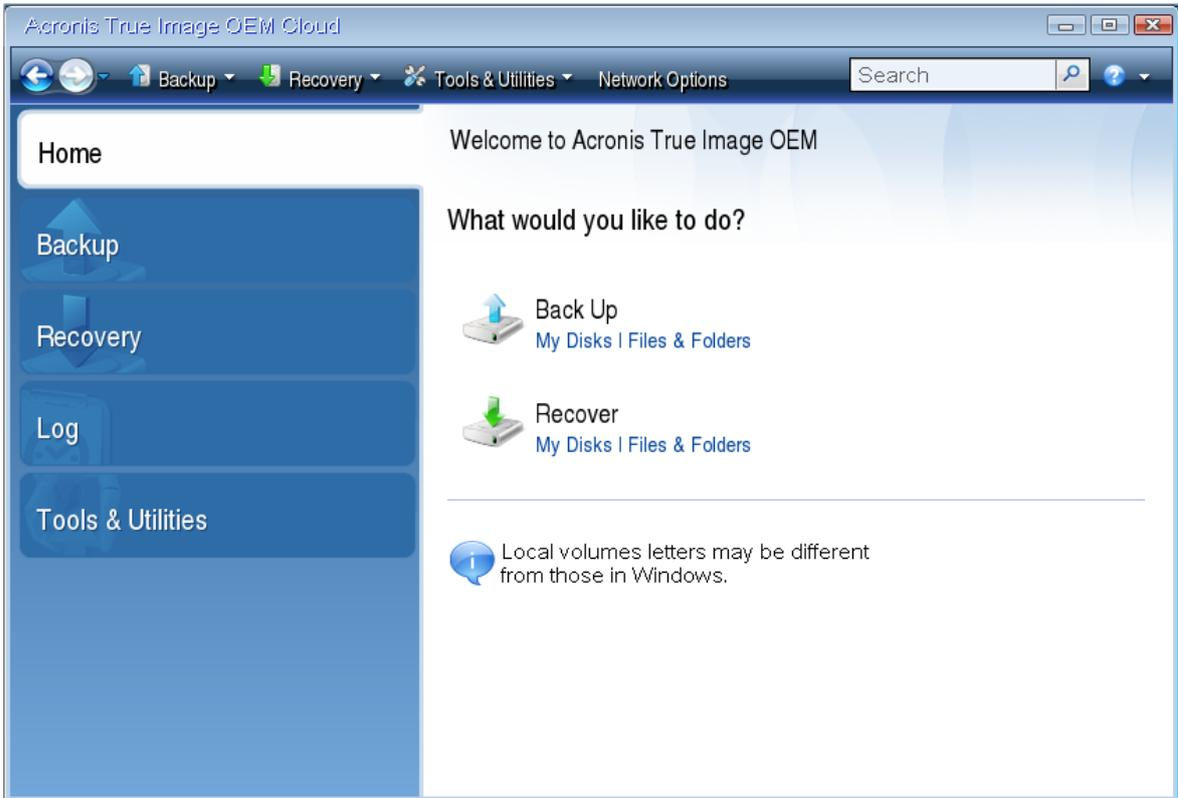 Acronis True Image OEM Cloud
Backup Recovery Tools & Utilities Network Options Search
Home
Backup
Recovery
Log
Tools & Utilities
Welcome to Acronis True Image OEM
What would you like to do?
Back Up
My Disks | Files & Folders
Recover
My Disks | Files & Folders
Local volumes letters may be different
from those in Windows.